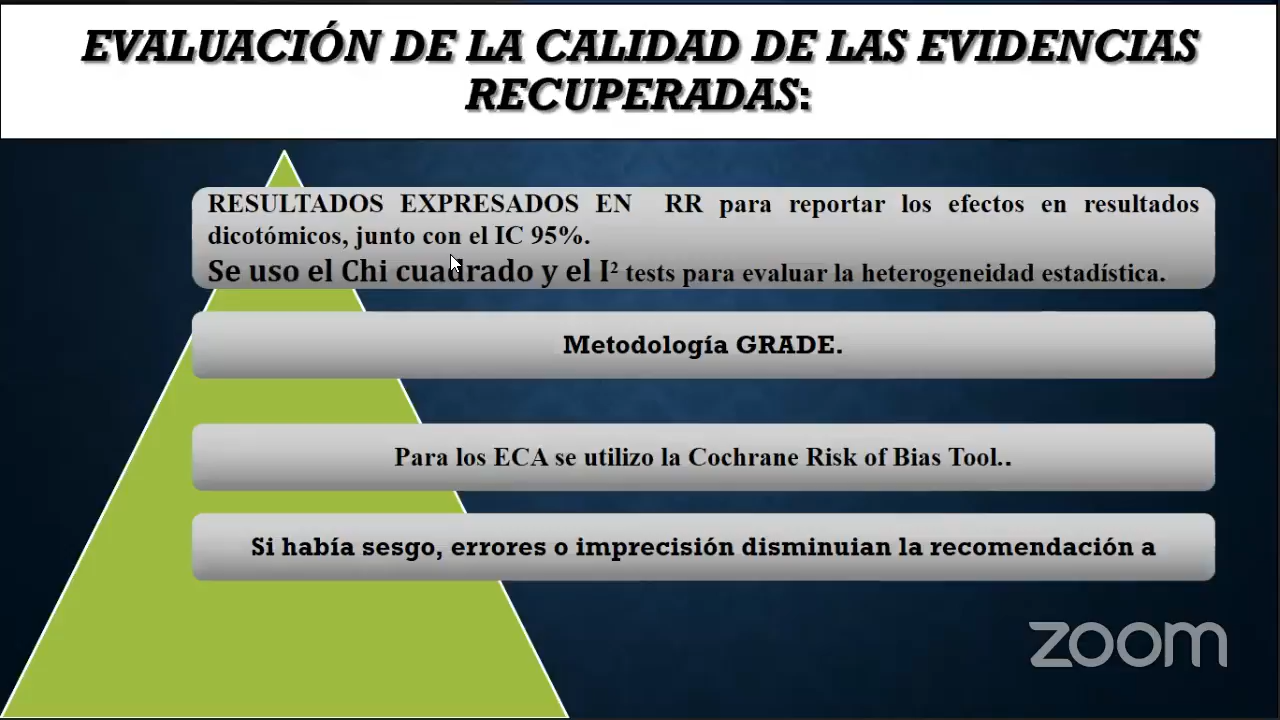 EVALUACIÓN DE LA CALIDAD DE LAS EVIDENCIAS
RECUPERADAS:
RESULTADOS EXPRESADOS EN RR para reportar los efectos en resultados
dicotómicos, junto con el IC 95%.
Se uso el Chi cuadrado y el I² tests para evaluar la heterogeneidad estadística.
Metodología GRADE.
Para los ECA se utilizo la Cochrane Risk of Bias Tool..
Si había sesgo, errores o imprecisión disminuian la recomendación a
zoom